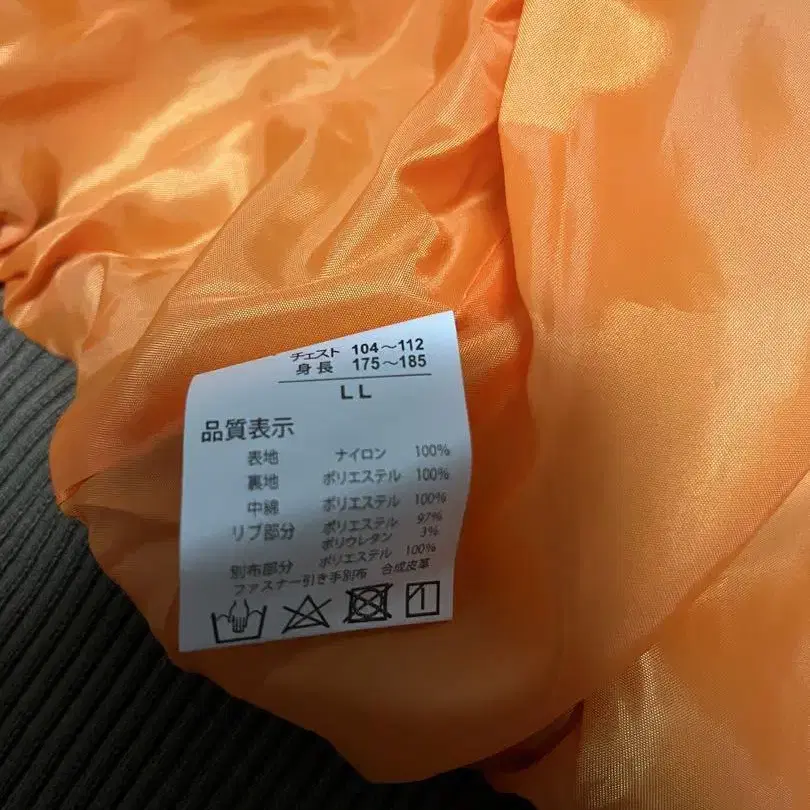 チェスト 104～112
身長 175～185
LL
品質表示
表地 ナイロン 100%
裏地 ポリエステル 100%
中綿 ポリエステル 100%
リブ部分 ポリエステル 97%
ポリウレタン 3%
別布部分 ポリエステル 100%
ファスナー引き手別布 合成皮革